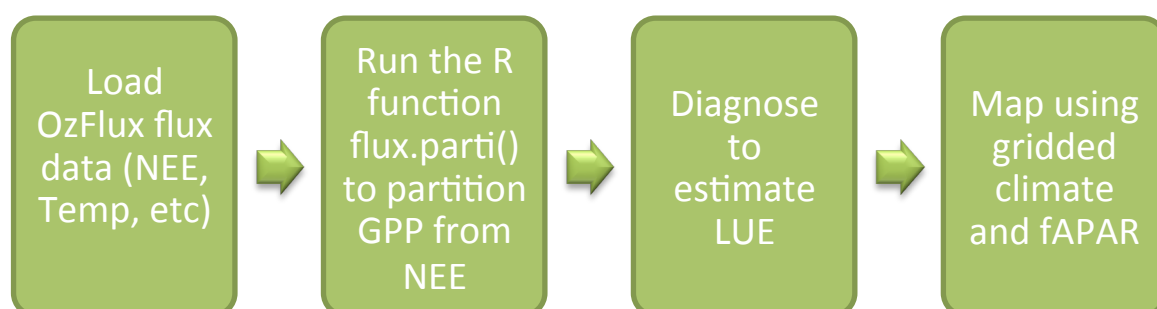 Load
OzFlux flux
data (NEE,
Temp, etc)
Run the R
function
flux.parti()
to partition
GPP from
NEE
Diagnose
to
estimate
LUE
Map using
gridded
climate
and fAPAR